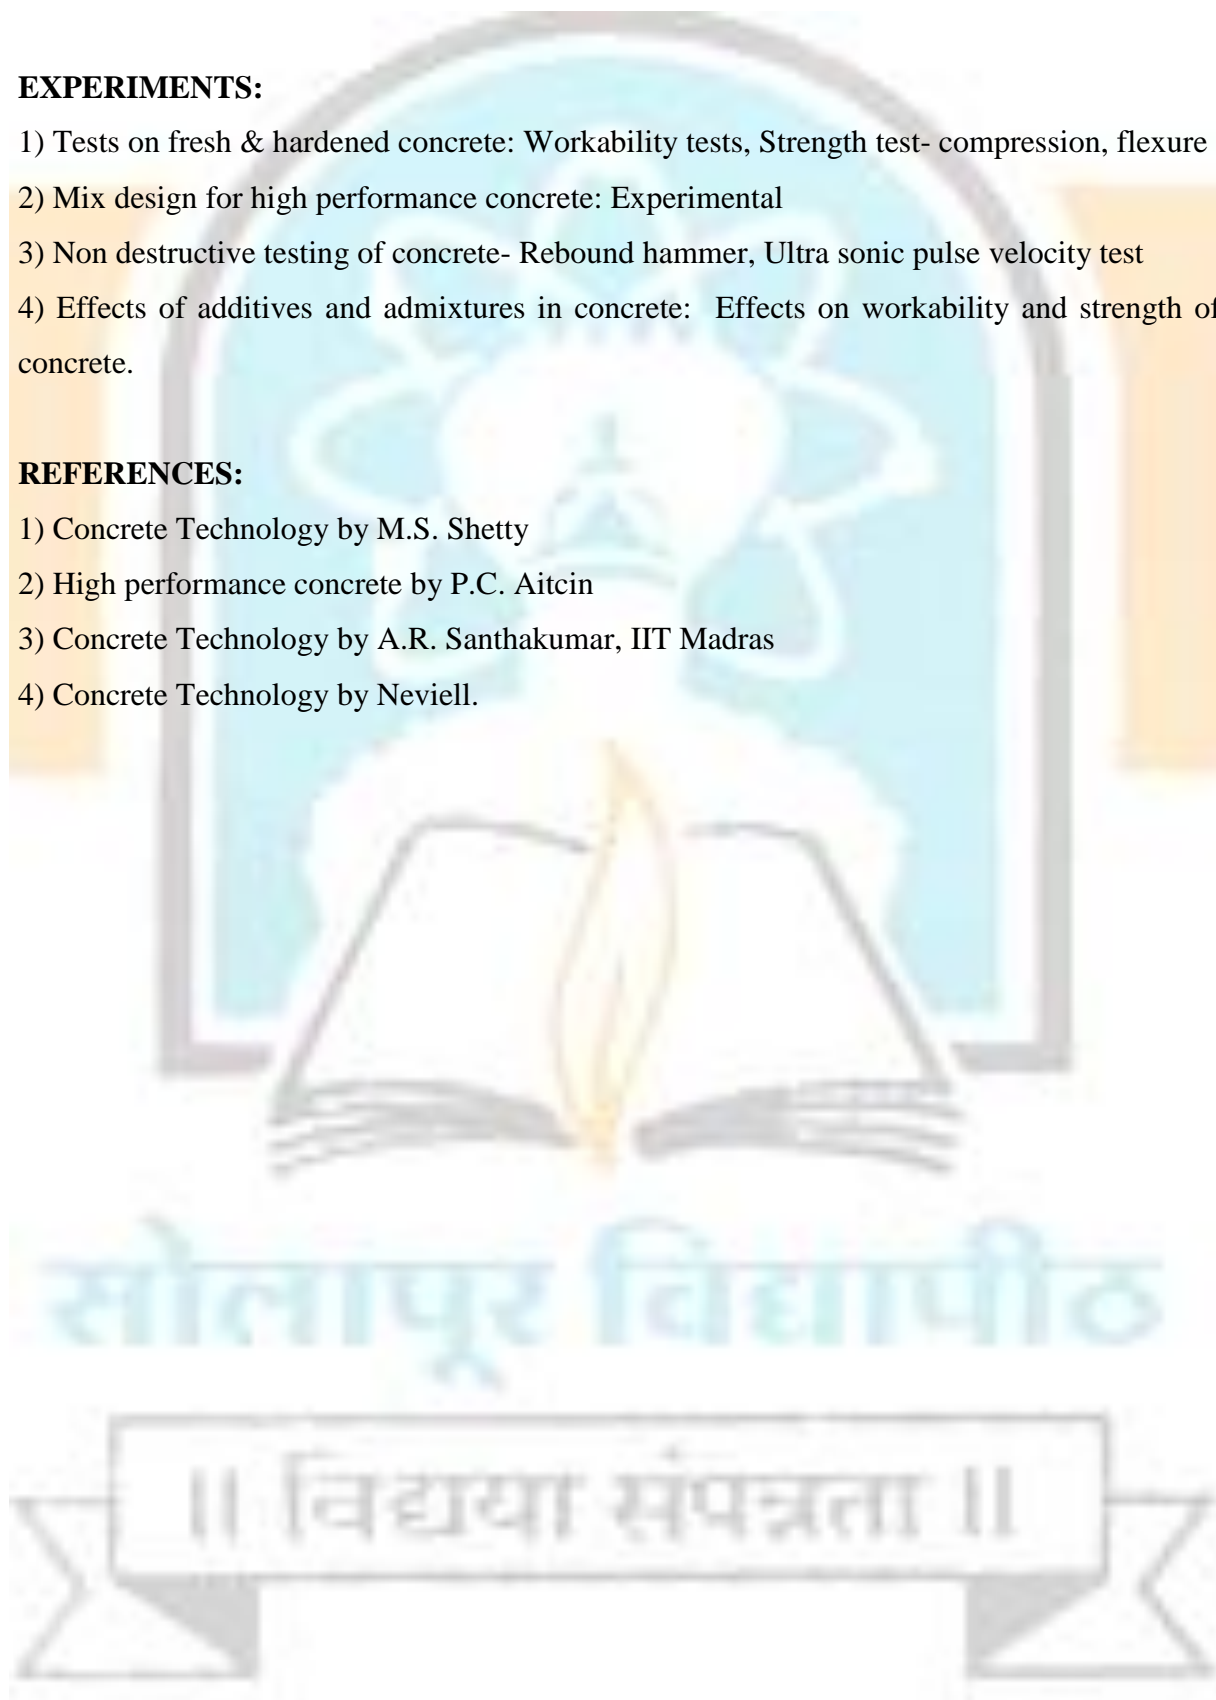 EXPERIMENTS:
1) Tests on fresh & hardened concrete: Workability tests, Strength test- compression, flexure
2) Mix design for high performance concrete: Experimental
3) Non destructive testing of concrete- Rebound hammer, Ultra sonic pulse velocity test
4) Effects of additives and admixtures in concrete:  Effects on workability and strength of
concrete.
REFERENCES:
1) Concrete Technology by M.S. Shetty
2) High performance concrete by P.C. Aitcin
3) Concrete Technology by A.R. Santhakumar, IIT Madras
4) Concrete Technology by Neviell.
सोलापूर विद्यापीठ
|| विद्यया संपन्नता ||